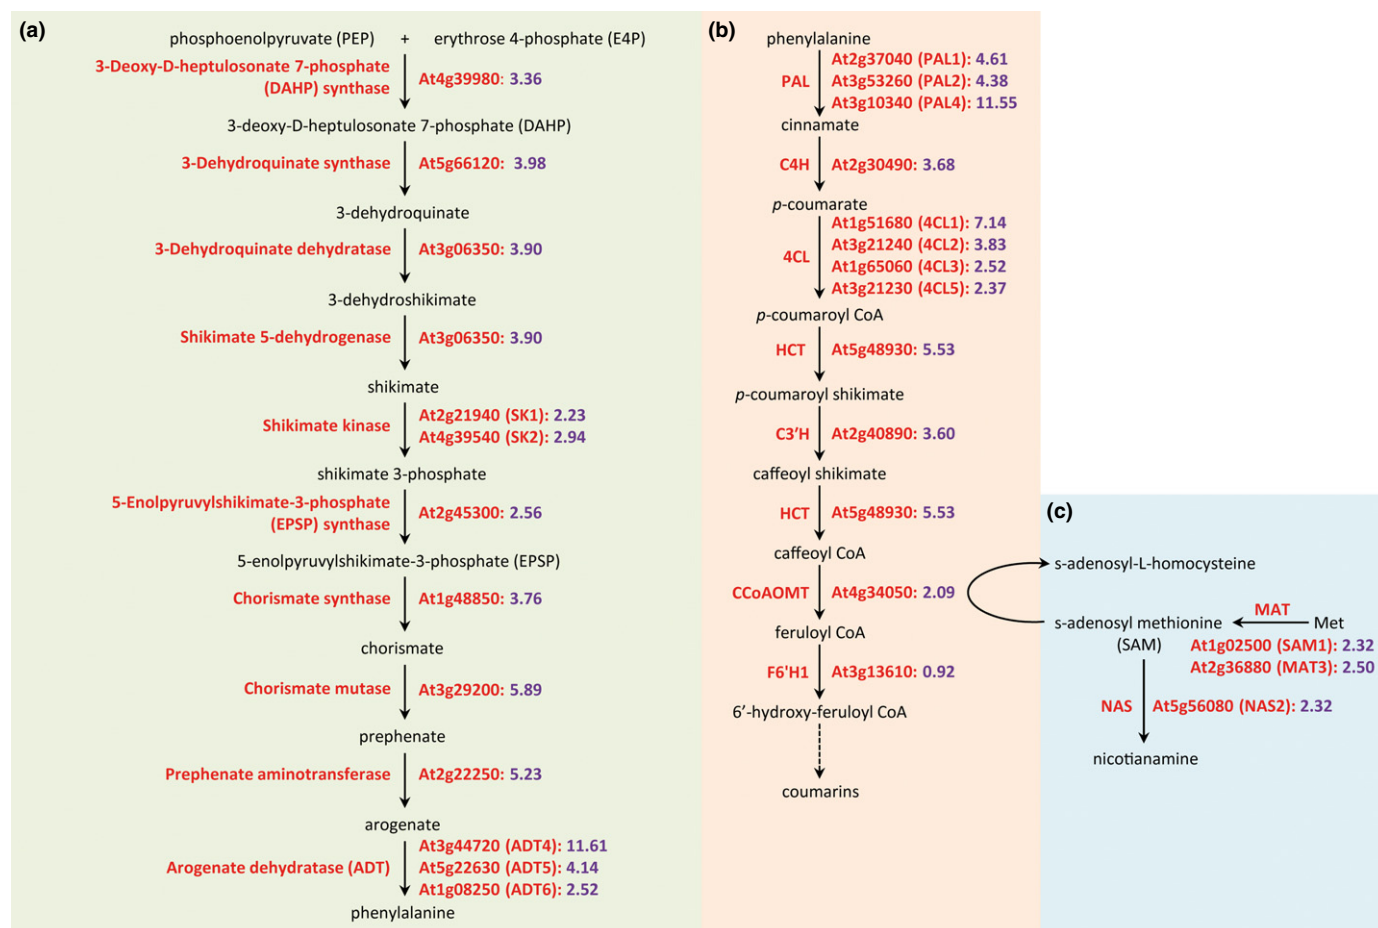 (a)
phosphoenolpyruvate (PEP) + erythrose 4-phosphate (E4P)
3-Deoxy-D-heptulosonate 7-phosphate
(DAHP) synthase
At4g39980: 3.36
3-deoxy-D-heptulosonate 7-phosphate (DAHP)
3-Dehydroquinate synthase
At5g66120: 3.98
3-dehydroquinate
3-Dehydroquinate dehydratase
At3g06350: 3.90
3-dehydroshikimate
Shikimate 5-dehydrogenase
At3g06350: 3.90
shikimate
Shikimate kinase
At2g21940 (SK1): 2.23
At4g39540 (SK2): 2.94
shikimate 3-phosphate
5-Enolpyruvylshikimate-3-phosphate
(EPSP) synthase
At2g45300: 2.56
5-enolpyruvylshikimate-3-phosphate (EPSP)
Chorismate synthase
At1g48850: 3.76
chorismate
Chorismate mutase
At3g29200: 5.89
prephenate
Prephenate aminotransferase
At2g22250: 5.23
arogenate
Arogenate dehydratase (ADT)
At3g44720 (ADT4): 11.61
At5g22630 (ADT5): 4.14
At1g08250 (ADT6): 2.52
phenylalanine
(b)
phenylalanine
PAL
At2g37040 (PAL1): 4.61
At3g53260 (PAL2): 4.38
At3g10340 (PAL4): 11.55
cinnamate
C4H
At2g30490: 3.68
p-coumarate
4CL
At1g51680 (4CL1): 7.14
At3g21240 (4CL2): 3.83
At1g65060 (4CL3): 2.52
At3g21230 (4CL5): 2.37
p-coumaroyl CoA
HCT
At5g48930: 5.53
p-coumaroyl shikimate
C3′H
At2g40890: 3.60
caffeoyl shikimate
HCT
At5g48930: 5.53
caffeoyl CoA
CCoAOMT
At4g34050: 2.09
feruloyl CoA
F6'H1
At3g13610: 0.92
6′-hydroxy-feruloyl CoA
coumarins
(c)
s-adenosyl-L-homocysteine
s-adenosyl methionine
(SAM)
MAT
Met
At1g02500 (SAM1): 2.32
At2g36880 (MAT3): 2.50
NAS
At5g56080 (NAS2): 2.32
nicotianamine